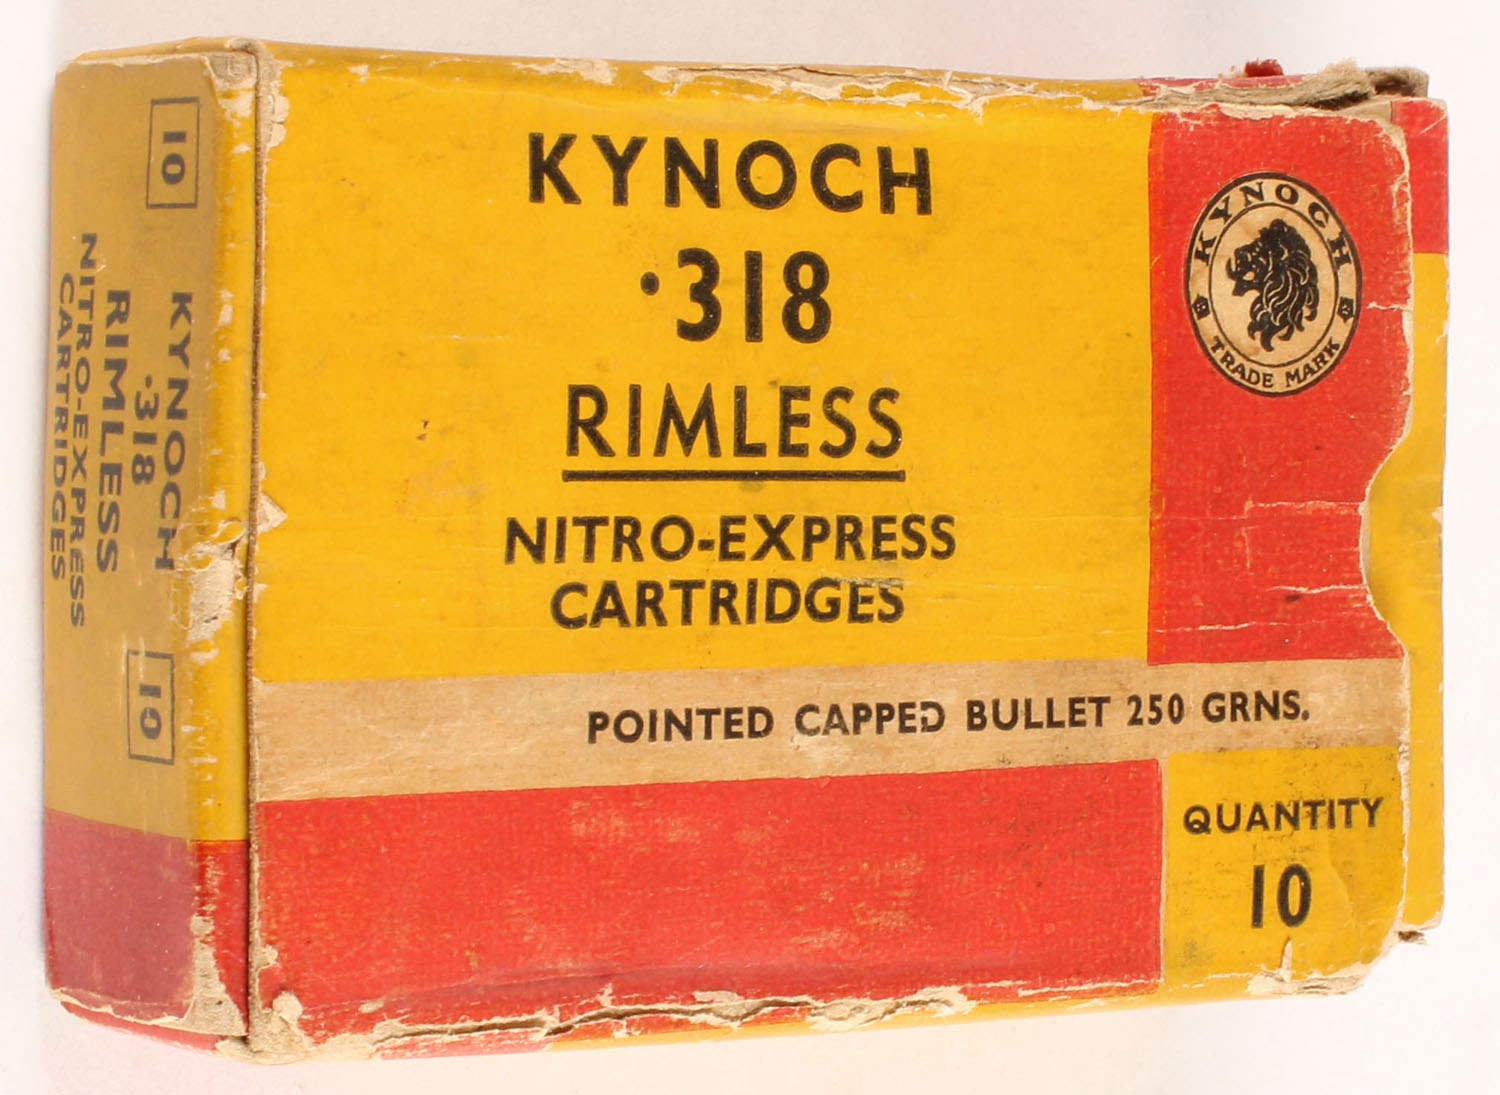 KYNOCH
·318
RIMLESS
NITRO-EXPRESS
CARTRIDGES
POINTED CAPPED BULLET 250 GRNS.
QUANTITY
10
KYNOCH
TRADE MARK
10
KYNOCH
·318
RIMLESS
NITRO-EXPRESS
CARTRIDGES
10